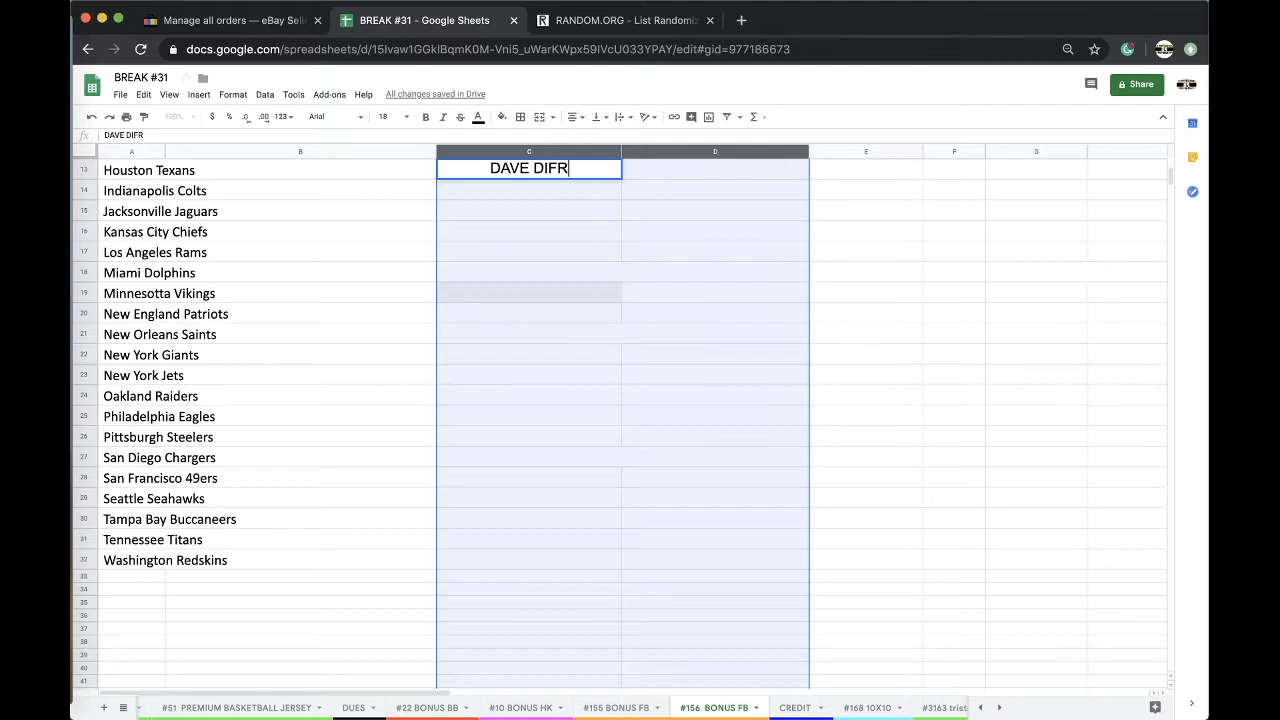 Manage all orders — eBay Sell
BREAK #31 - Google Sheets
RANDOM.ORG - List Randomiz
docs.google.com/spreadsheets/d/15Ivaw1GGklBqmK0M-Vni5_uWarKWpx59IVcU033YPAY/edit#gid=977186673
BREAK #31
File Edit View Insert Format Data Tools Add-ons Help All changes saved in Drive
Share
100% $ % .0 .00 123 Arial 18 B I S A
fx DAVE DIFR
A B C D E F G
13 Houston Texans DAVE DIFR
14 Indianapolis Colts
15 Jacksonville Jaguars
16 Kansas City Chiefs
17 Los Angeles Rams
18 Miami Dolphins
19 Minnesotta Vikings
20 New England Patriots
21 New Orleans Saints
22 New York Giants
23 New York Jets
24 Oakland Raiders
25 Philadelphia Eagles
26 Pittsburgh Steelers
27 San Diego Chargers
28 San Francisco 49ers
29 Seattle Seahawks
30 Tampa Bay Buccaneers
31 Tennessee Titans
32 Washington Redskins
33
34
35
36
37
38
39
40
41
#51 PREMIUM BASKETBALL JERSEY DUES #22 BONUS B #10 BONUS HK #155 BONUS FB #156 BONUS FB CREDIT #168 10X10 #3163 trist